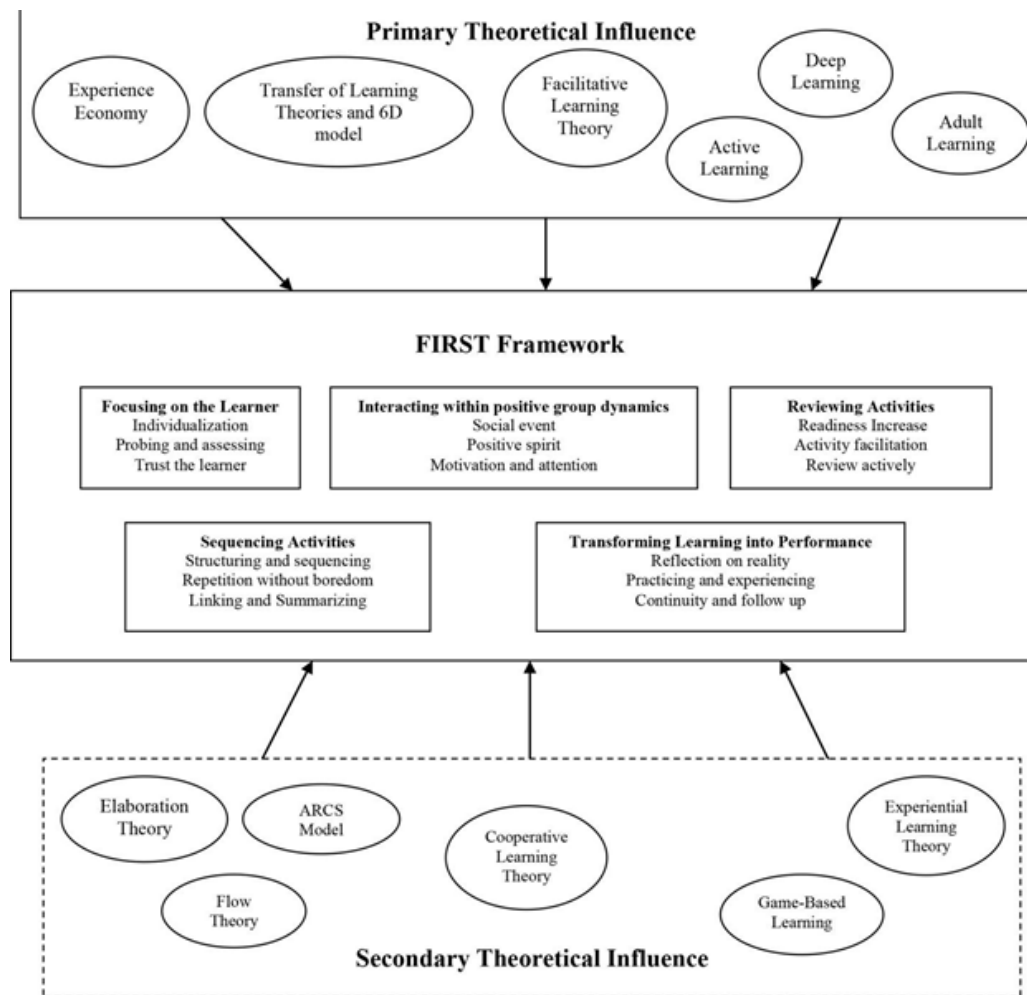 Primary Theoretical Influence
Experience
Economy
Transfer of Learning
Theories and 6D
model
Facilitative
Learning
Theory
Deep
Learning
Active
Learning
Adult
Learning
FIRST Framework
Focusing on the Learner
Individualization
Probing and assessing
Trust the learner
Interacting within positive group dynamics
Social event
Positive spirit
Motivation and attention
Reviewing Activities
Readiness Increase
Activity facilitation
Review actively
Sequencing Activities
Structuring and sequencing
Repetition without boredom
Linking and Summarizing
Transforming Learning into Performance
Reflection on reality
Practicing and experiencing
Continuity and follow up
Elaboration
Theory
ARCS
Model
Flow
Theory
Cooperative
Learning
Theory
Experiential
Learning
Theory
Game-Based
Learning
Secondary Theoretical Influence